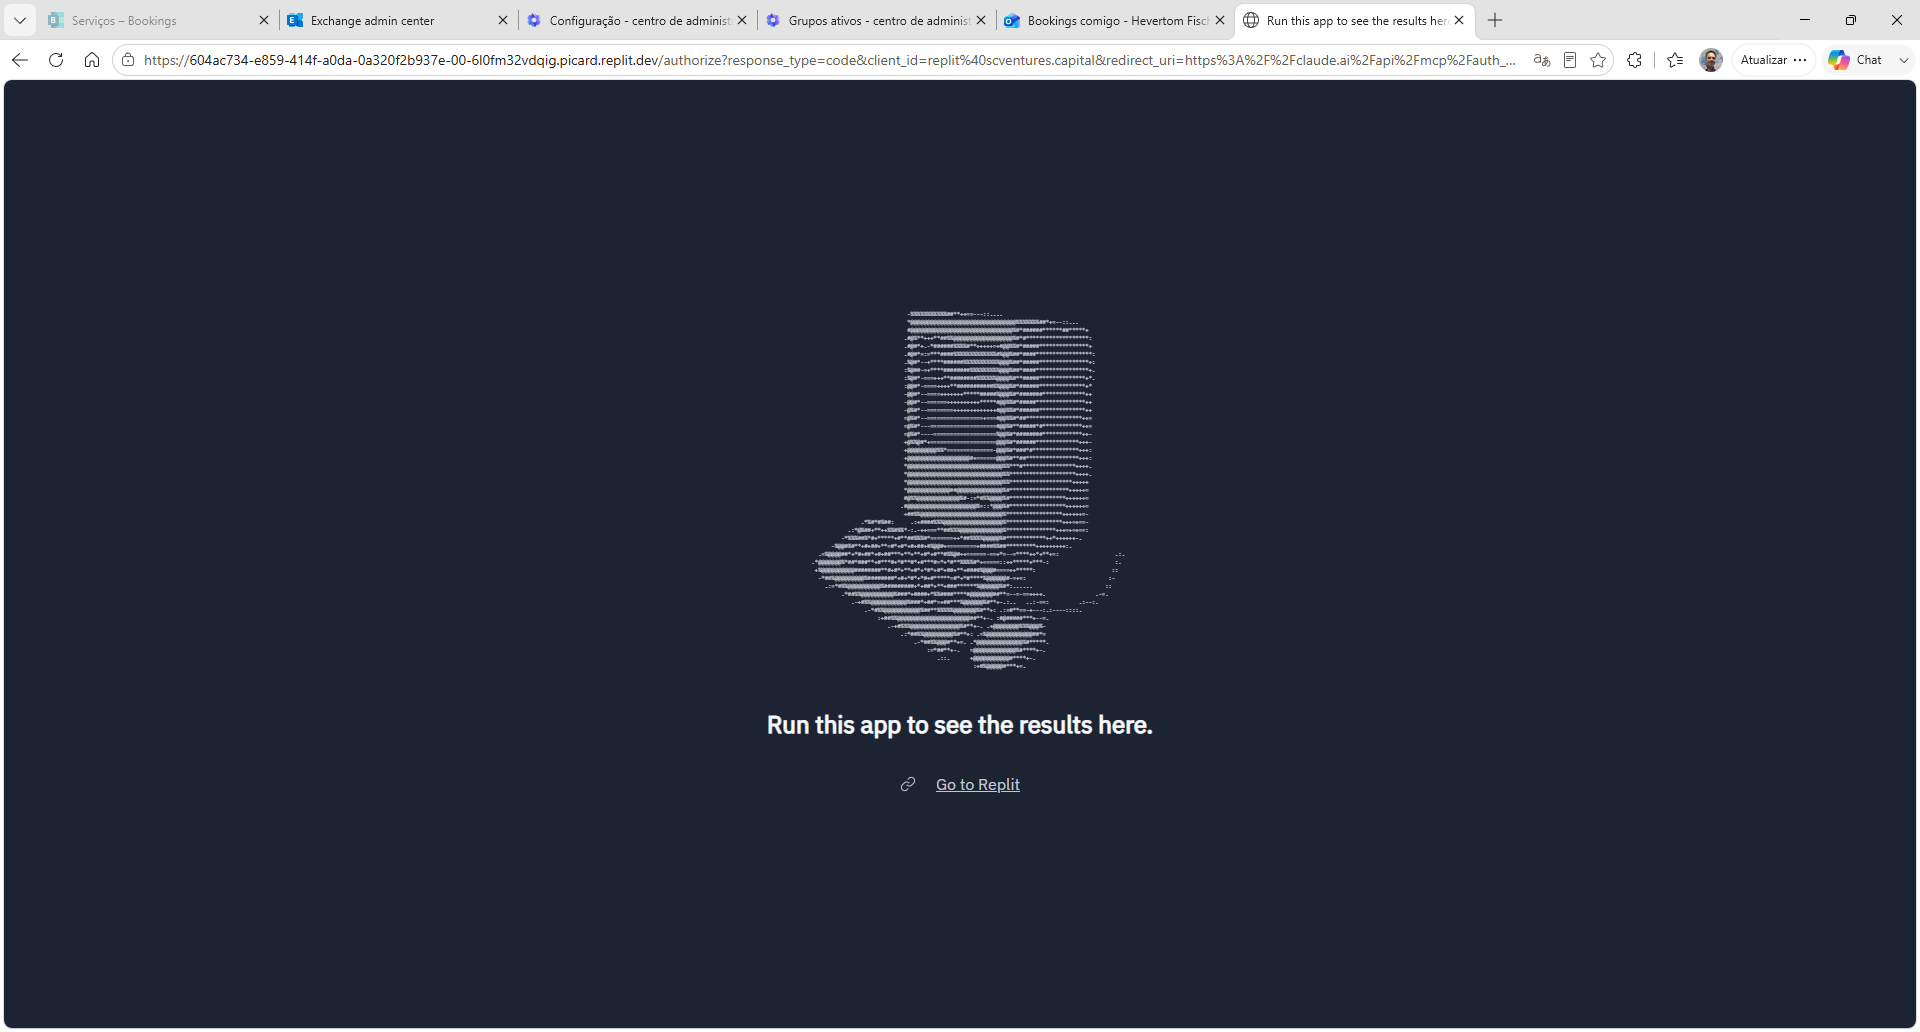 Serviços – Bookings
Exchange admin center
Configuração - centro de administ
Grupos ativos - centro de administ
Bookings comigo - Hevertom Fisc
Run this app to see the results her
https://604ac734-e859-414f-a0da-0a320f2b937e-00-6l0fm32vdqig.picard.replit.dev/authorize?response_type=code&client_id=replit%40scventures.capital&redirect_uri=https%3A%2F%2Fclaude.ai%2Fapi%2Fmcp%2Fauth_...
Atualizar
Chat
Run this app to see the results here.
Go to Replit